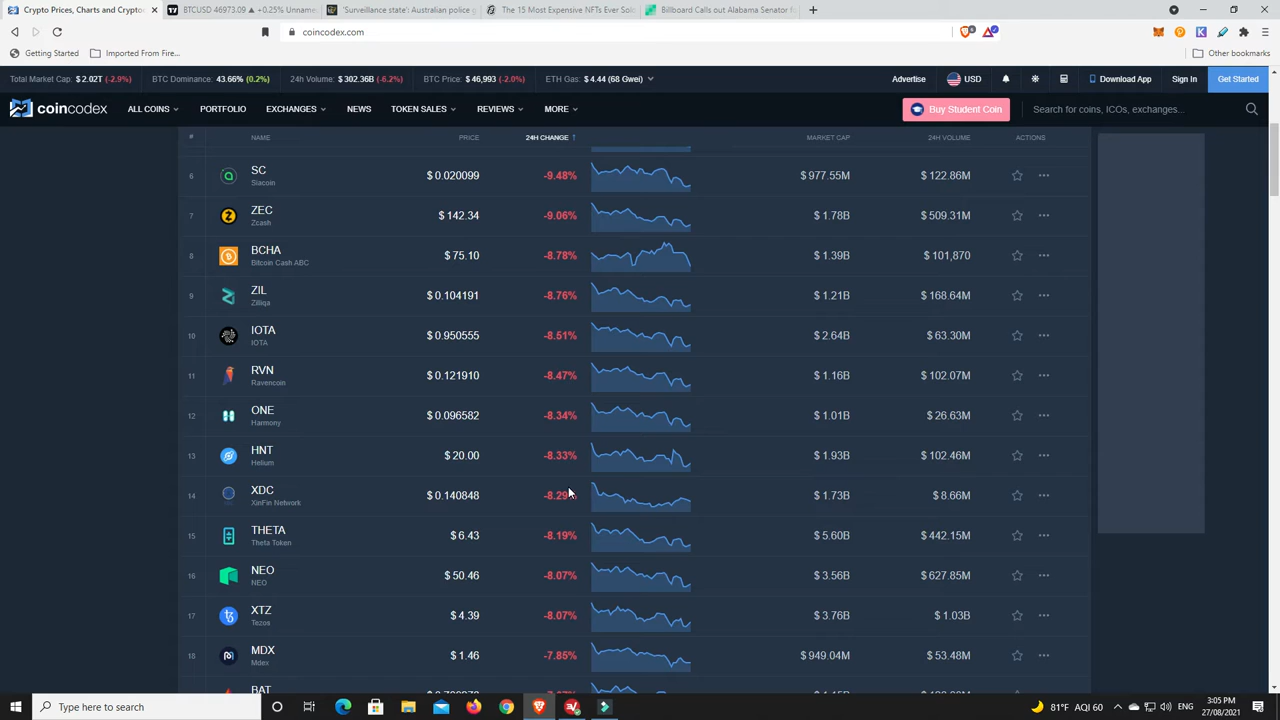 Crypto Prices, Charts and Crypto
BTCUSD 46973.09 ▲ +0.25% Unname
'Surveillance state': Australian police g
The 15 Most Expensive NFTs Ever Sol
Billboard Calls out Alabama Senator f
coincodex.com
Getting Started
Imported From Fire...
Other bookmarks
Total Market Cap: $ 2.02T (-2.9%)
BTC Dominance: 43.66% (0.2%)
24h Volume: $ 302.36B (-6.2%)
BTC Price: $ 46,993 (-2.0%)
ETH Gas: $ 4.44 (68 Gwei)
Advertise
USD
Download App
Sign In
Get Started
coincodex
ALL COINS
PORTFOLIO
EXCHANGES
NEWS
TOKEN SALES
REVIEWS
MORE
Buy Student Coin
Search for coins, ICOs, exchanges...
# NAME PRICE 24H CHANGE ↑ MARKET CAP 24H VOLUME ACTIONS
6 SC $ 0.020099 -9.48% $ 977.55M $ 122.86M
Siacoin
7 ZEC $ 142.34 -9.06% $ 1.78B $ 509.31M
Zcash
8 BCHA $ 75.10 -8.78% $ 1.39B $ 101,870
Bitcoin Cash ABC
9 ZIL $ 0.104191 -8.76% $ 1.21B $ 168.64M
Zilliqa
10 IOTA $ 0.950555 -8.51% $ 2.64B $ 63.30M
IOTA
11 RVN $ 0.121910 -8.47% $ 1.16B $ 102.07M
Ravencoin
12 ONE $ 0.096582 -8.34% $ 1.01B $ 26.63M
Harmony
13 HNT $ 20.00 -8.33% $ 1.93B $ 102.46M
Helium
14 XDC $ 0.140848 -8.29% $ 1.73B $ 8.66M
XinFin Network
15 THETA $ 6.43 -8.19% $ 5.60B $ 442.15M
Theta Token
16 NEO $ 50.46 -8.07% $ 3.56B $ 627.85M
NEO
17 XTZ $ 4.39 -8.07% $ 3.76B $ 1.03B
Tezos
18 MDX $ 1.46 -7.85% $ 949.04M $ 53.48M
Mdex
BAT
Type here to search
81°F AQI 60
ENG
3:05 PM
27/08/2021